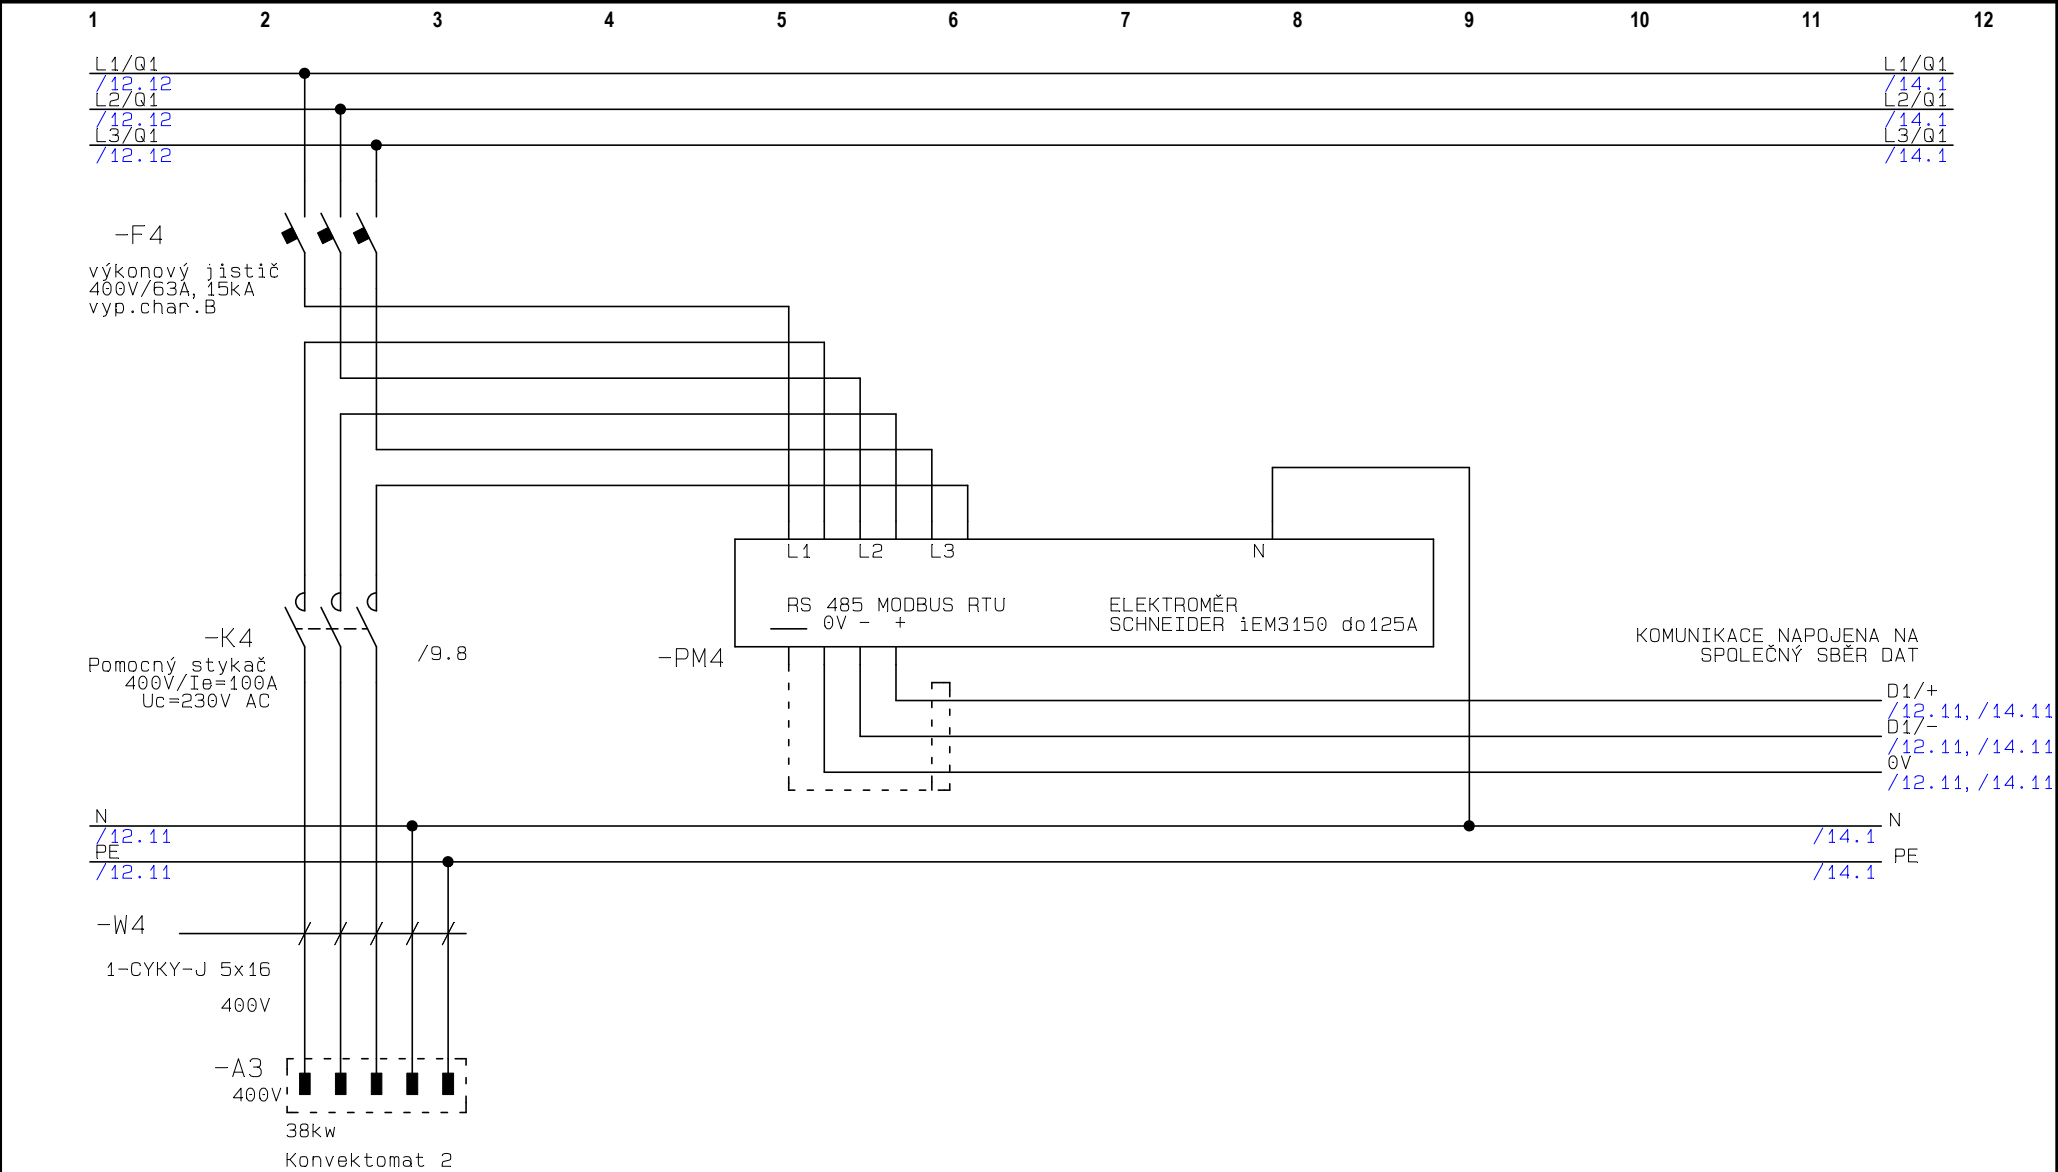 1 2 3 4 5 6 7 8 9 10 11 12
L1/Q1
/12.12
L2/Q1
/12.12
L3/Q1
/12.12
L1/Q1
/14.1
L2/Q1
/14.1
L3/Q1
/14.1
-F4
výkonový jistič
400V/63A, 15kA
vyp.char.B
L1 L2 L3 N
RS 485 MODBUS RTU
0V - +
ELEKTROMĚR
SCHNEIDER iEM3150 do125A
-PM4
-K4
/9.8
Pomocný stykač
400V/Ie=100A
Uc=230V AC
KOMUNIKACE NAPOJENA NA
SPOLEČNÝ SBĚR DAT
D1/+
/12.11, /14.11
D1/-
/12.11, /14.11
0V
/12.11, /14.11
N
/12.11
PE
/12.11
N
/14.1
PE
/14.1
-W4
1-CYKY-J 5x16
400V
-A3
400V
38kw
Konvektomat 2